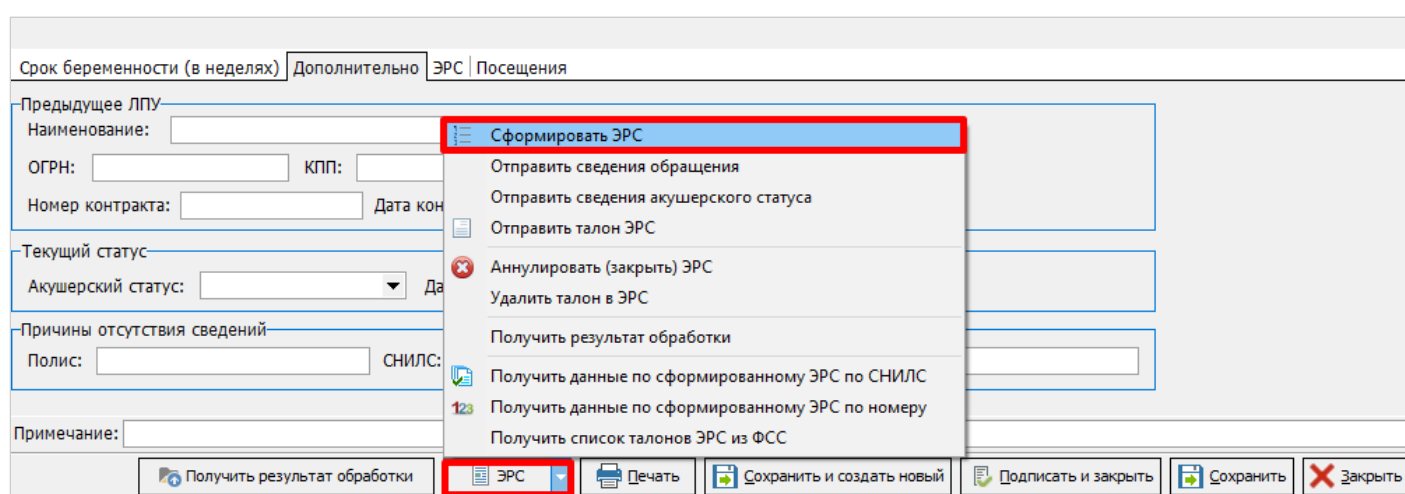 Срок беременности (в неделях) Дополнительно ЭРС Посещения
Предыдущее ЛПУ
Наименование:
Сформировать ЭРС
ОГРН: КПП:
Отправить сведения обращения
Отправить сведения акушерского статуса
Номер контракта: Дата кон
Отправить талон ЭРС
Текущий статус
Аннулировать (закрыть) ЭРС
Акушерский статус: Да
Удалить талон в ЭРС
Причины отсутствия сведений
Получить результат обработки
Полис: СНИЛС:
Получить данные по сформированному ЭРС по СНИЛС
123 Получить данные по сформированному ЭРС по номеру
Примечание:
Получить список талонов ЭРС из ФСС
Получить результат обработки ЭРС Печать Сохранить и создать новый Подписать и закрыть Сохранить Закрыть